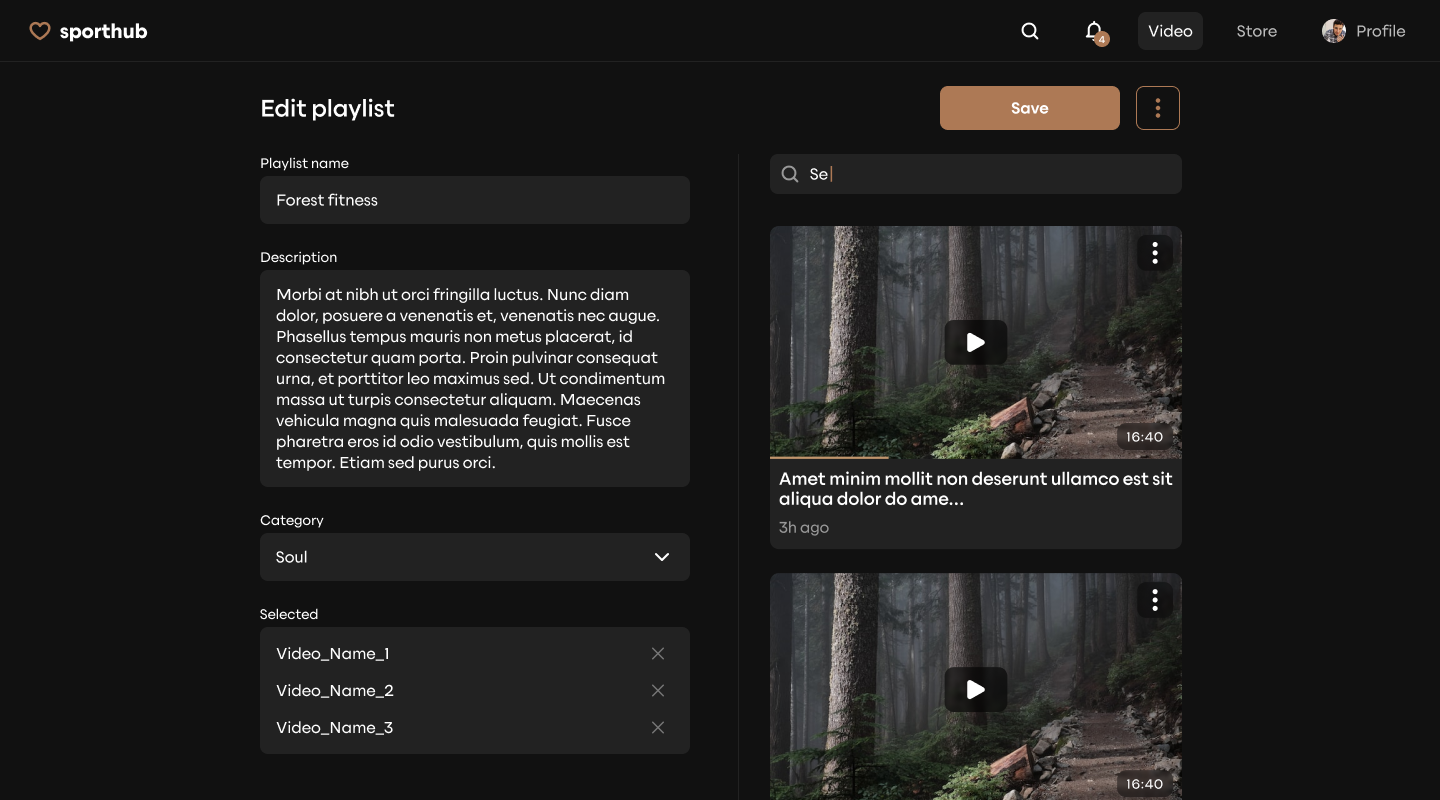 sporthub
4
Video
Store
Profile
Edit playlist
Save
Playlist name
Forest fitness
Description
Morbi at nibh ut orci fringilla luctus. Nunc diam
dolor, posuere a venenatis et, venenatis nec augue.
Phasellus tempus mauris non metus placerat, id
consectetur quam porta. Proin pulvinar consequat
urna, et porttitor leo maximus sed. Ut condimentum
massa ut turpis consectetur aliquam. Maecenas
vehicula magna quis malesuada feugiat. Fusce
pharetra eros id odio vestibulum, quis mollis est
tempor. Etiam sed purus orci.
Category
Soul
Selected
Video_Name_1
Video_Name_2
Video_Name_3
Se
16:40
Amet minim mollit non deserunt ullamco est sit
aliqua dolor do ame...
3h ago
16:40